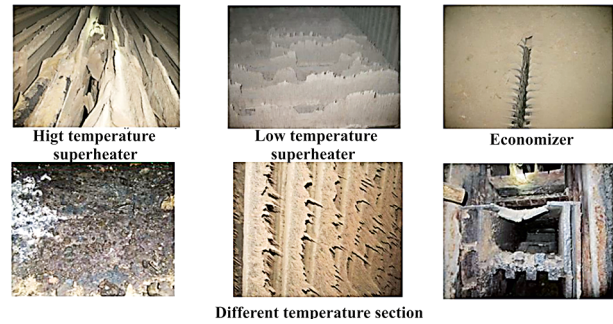 Higt temperature
superheater
Low temperature
superheater
Economizer
Different temperature section